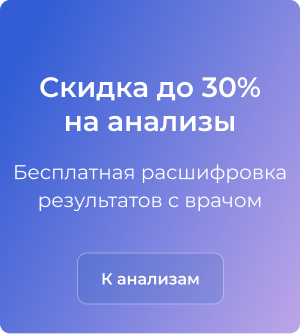 Скидка до 30%
на анализы
Бесплатная расшифровка
результатов с врачом
К анализам